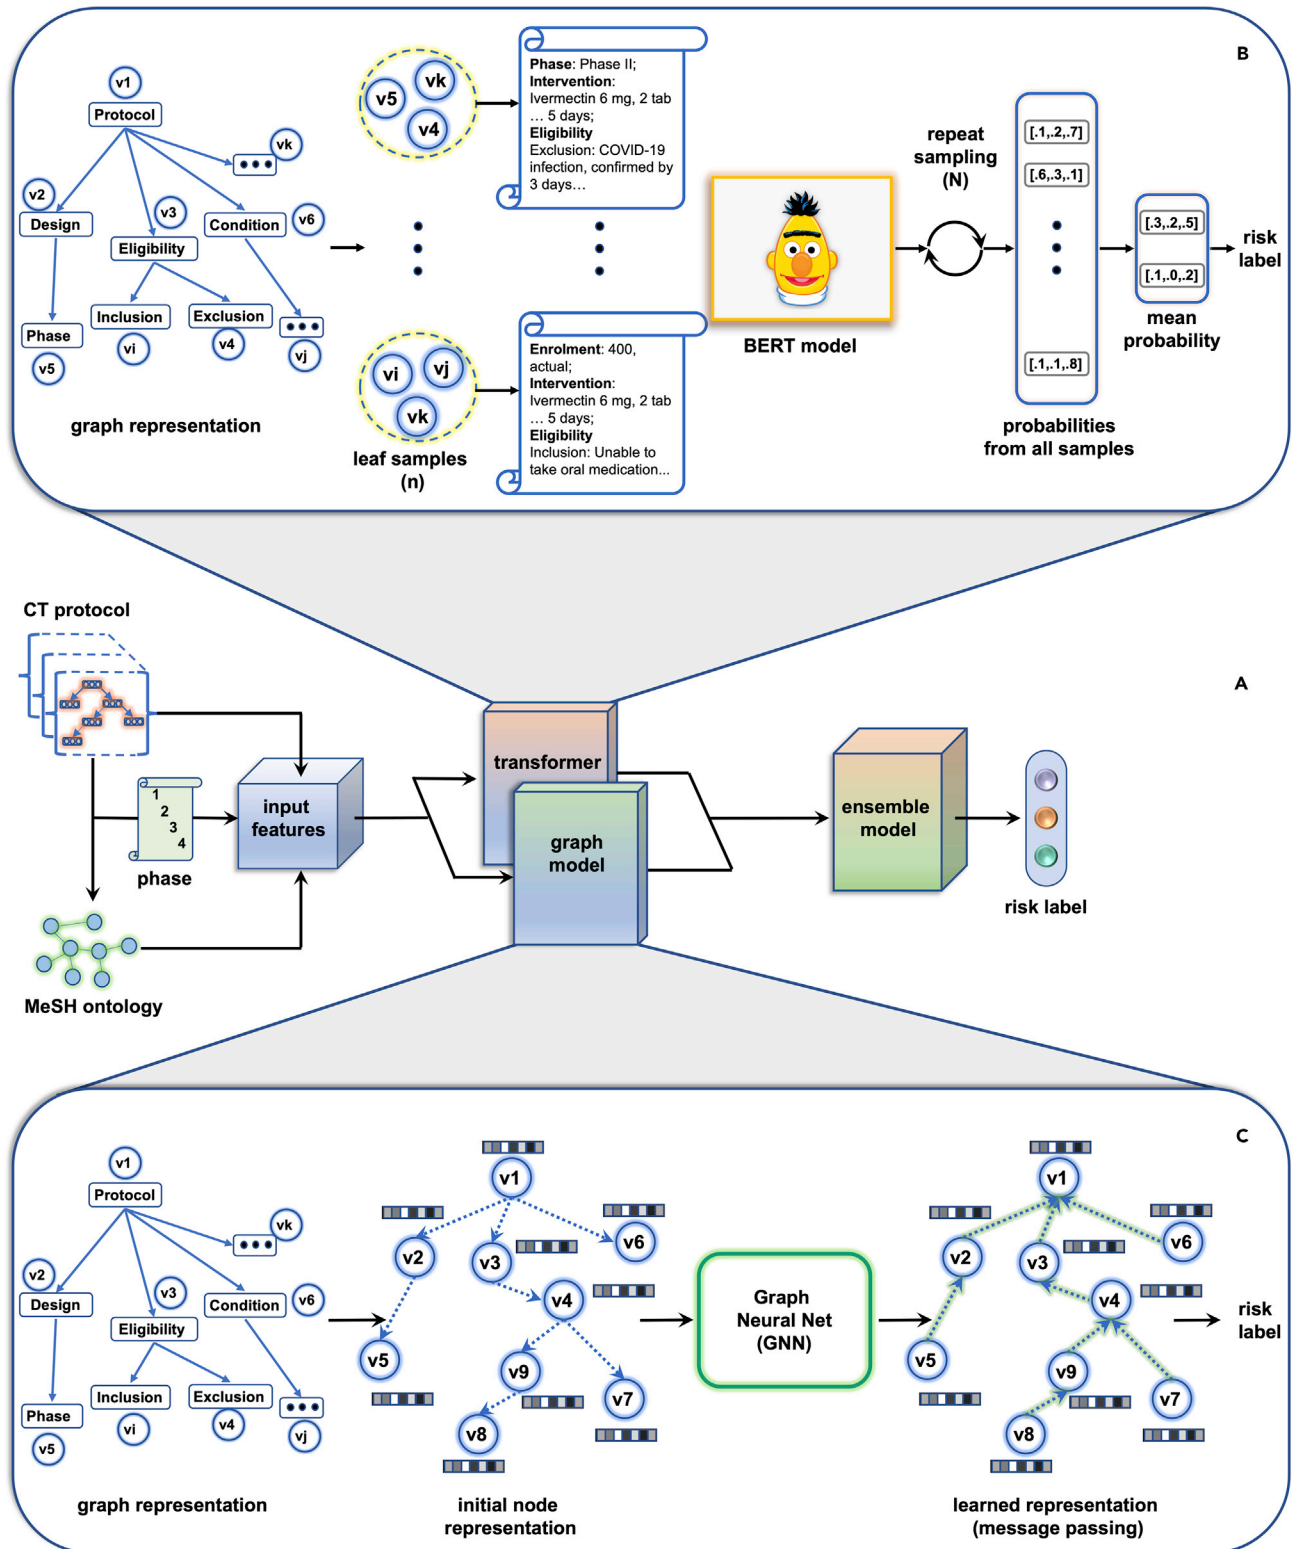 B
v1
Protocol
vk
v2
Design
v3
Eligibility
Condition
v6
Inclusion
vi
Exclusion
v4
vj
Phase
v5
graph representation
v5
vk
v4
vi
vj
vk
leaf samples
(n)
Phase: Phase II;
Intervention:
Ivermectin 6 mg, 2 tab
... 5 days;
Eligibility
Exclusion: COVID-19
infection, confirmed by
3 days...
Enrolment: 400,
actual;
Intervention:
Ivermectin 6 mg, 2 tab
... 5 days;
Eligibility
Inclusion: Unable to
take oral medication...
BERT model
repeat
sampling
(N)
[.1,.2,.7]
[.6,.3,.1]
[.1,.1,.8]
probabilities
from all samples
[.3,.2,.5]
[.1,.0,.2]
mean
probability
risk
label
A
CT protocol
1
2
3
4
phase
MeSH ontology
input
features
transformer
graph
model
ensemble
model
risk label
C
v1
Protocol
vk
v2
Design
v3
Eligibility
Condition
v6
Inclusion
vi
Exclusion
v4
vj
Phase
v5
graph representation
v1
v2
v3
v6
v4
v5
v9
v7
v8
initial node
representation
Graph
Neural Net
(GNN)
v1
v2
v3
v6
v4
v5
v9
v7
v8
learned representation
(message passing)
risk
label